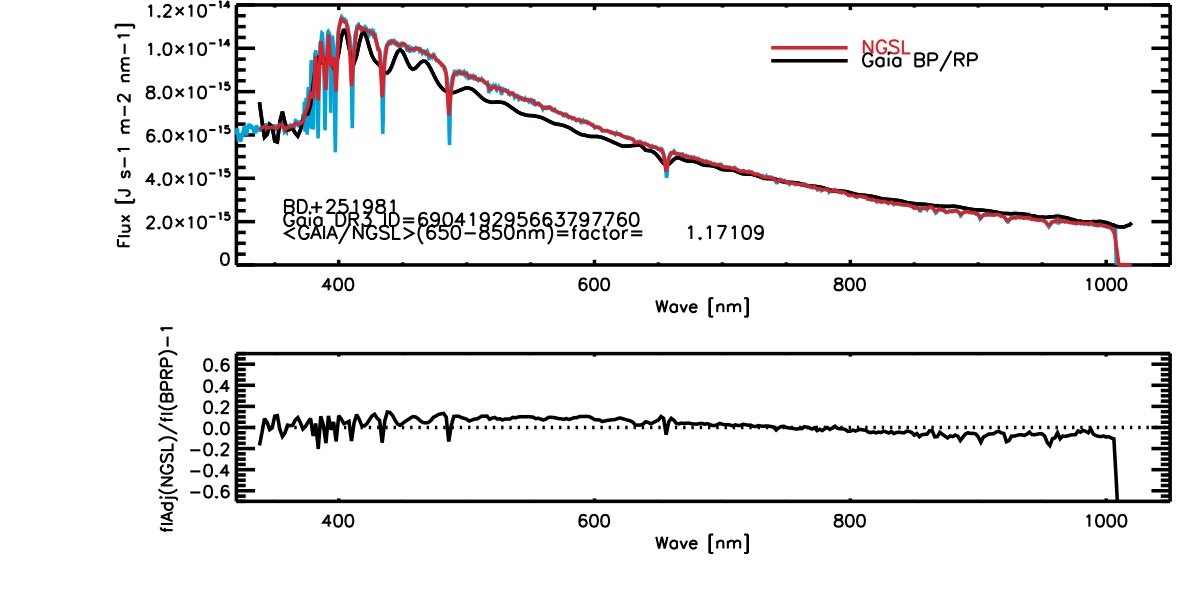 1.2×10−14
1.0×10−14
8.0×10−15
6.0×10−15
4.0×10−15
2.0×10−15
0
Flux [J s−1 m−2 nm−1]
NGSL
Gaia BP/RP
BD+251981
Gaia DR3 ID=690419295663797760
<GAIA/NGSL>(650−850nm)=factor= 1.17109
400 600 800 1000
Wave [nm]
flAdj(NGSL)/fl(BPRP)−1
0.6
0.4
0.2
0.0
−0.2
−0.4
−0.6
400 600 800 1000
Wave [nm]